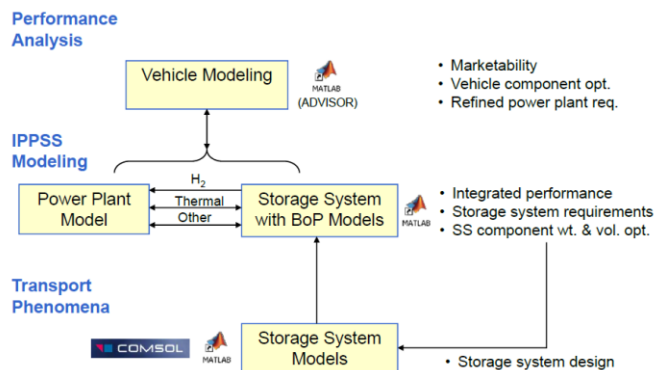 Performance
Analysis
Vehicle Modeling
MATLAB
(ADVISOR)
• Marketability
• Vehicle component opt.
• Refined power plant req.
IPPSS
Modeling
H2
Thermal
Other
Power Plant
Model
Storage System
with BoP Models
MATLAB
• Integrated performance
• Storage system requirements
• SS component wt. & vol. opt.
Transport
Phenomena
COMSOL
MATLAB
Storage System
Models
• Storage system design